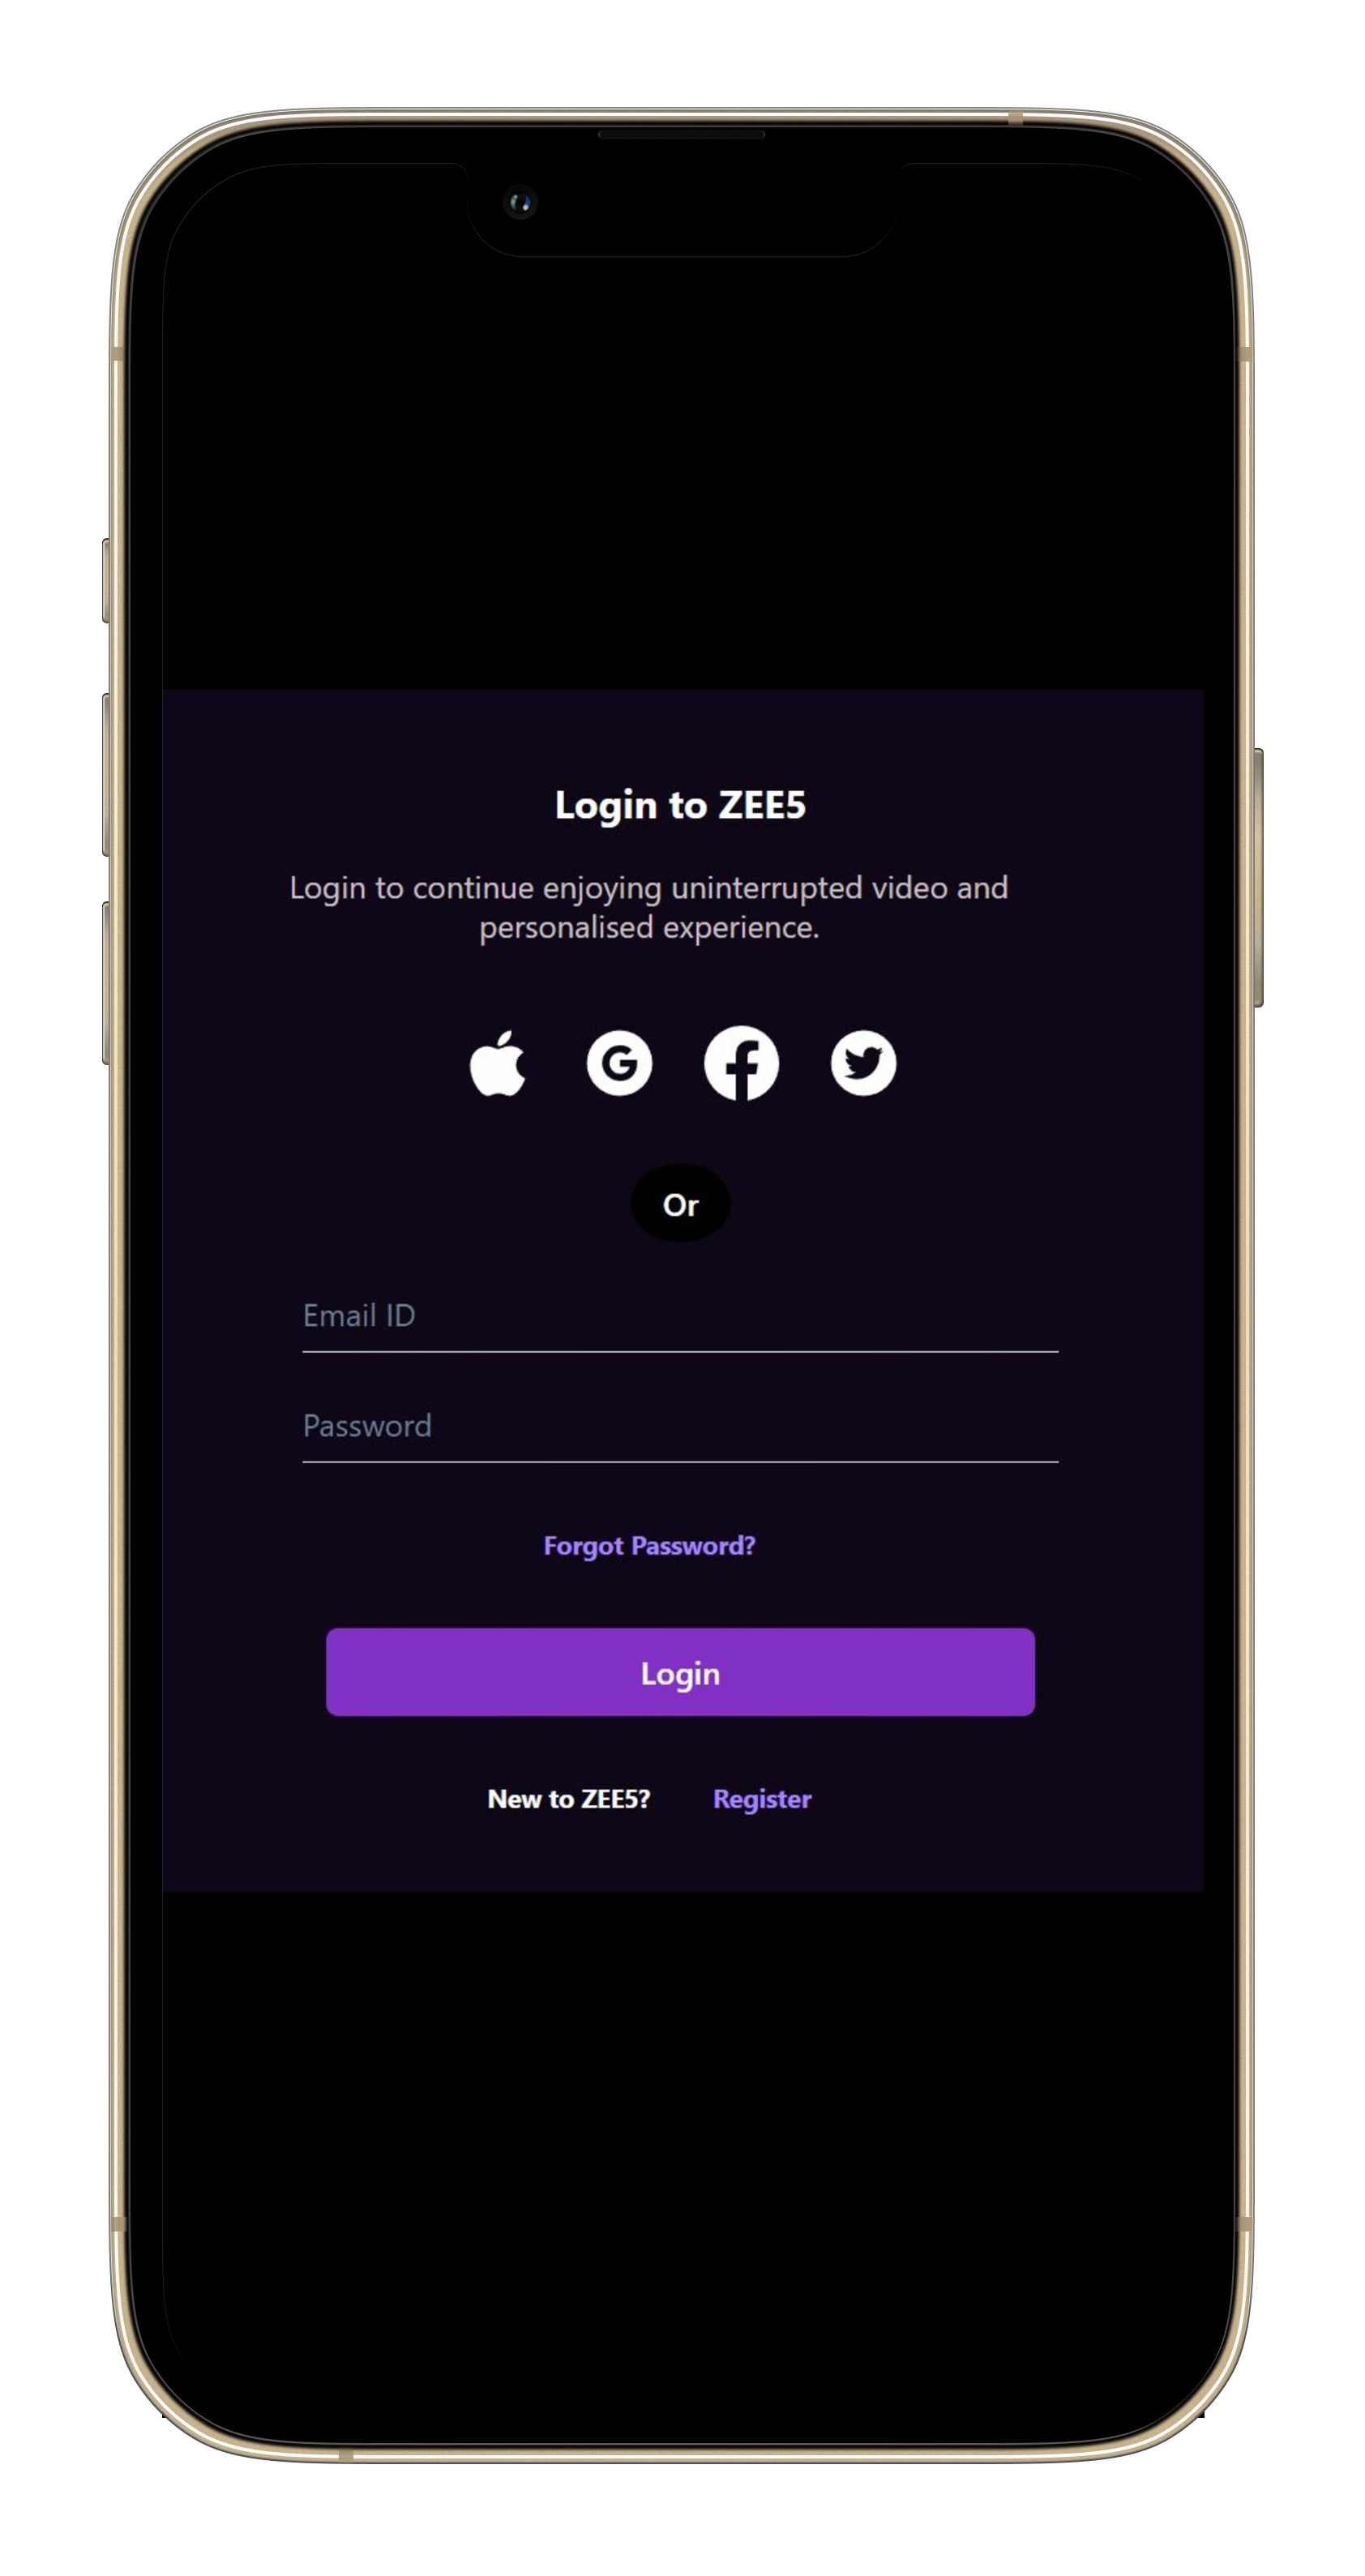 Login to ZEE5
Login to continue enjoying uninterrupted video and
personalised experience.
Or
Email ID
Password
Forgot Password?
Login
New to ZEE5? Register